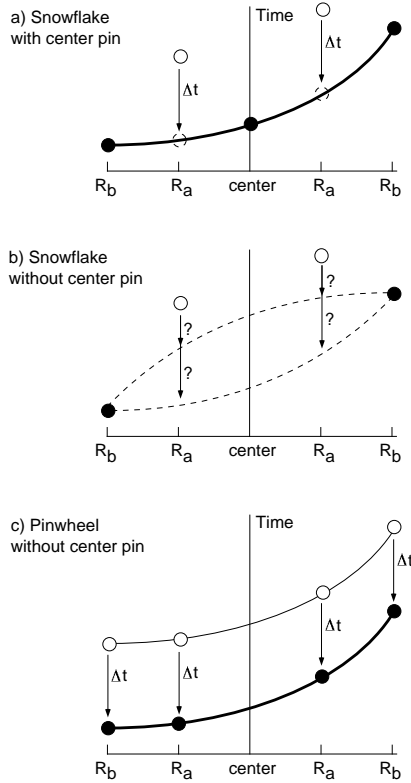 a) Snowflake
with center pin
Time
Δt
Δt
R_b
R_a
center
R_a
R_b
b) Snowflake
without center pin
?
?
?
?
R_b
R_a
center
R_a
R_b
c) Pinwheel
without center pin
Time
Δt
Δt
Δt
Δt
R_b
R_a
center
R_a
R_b